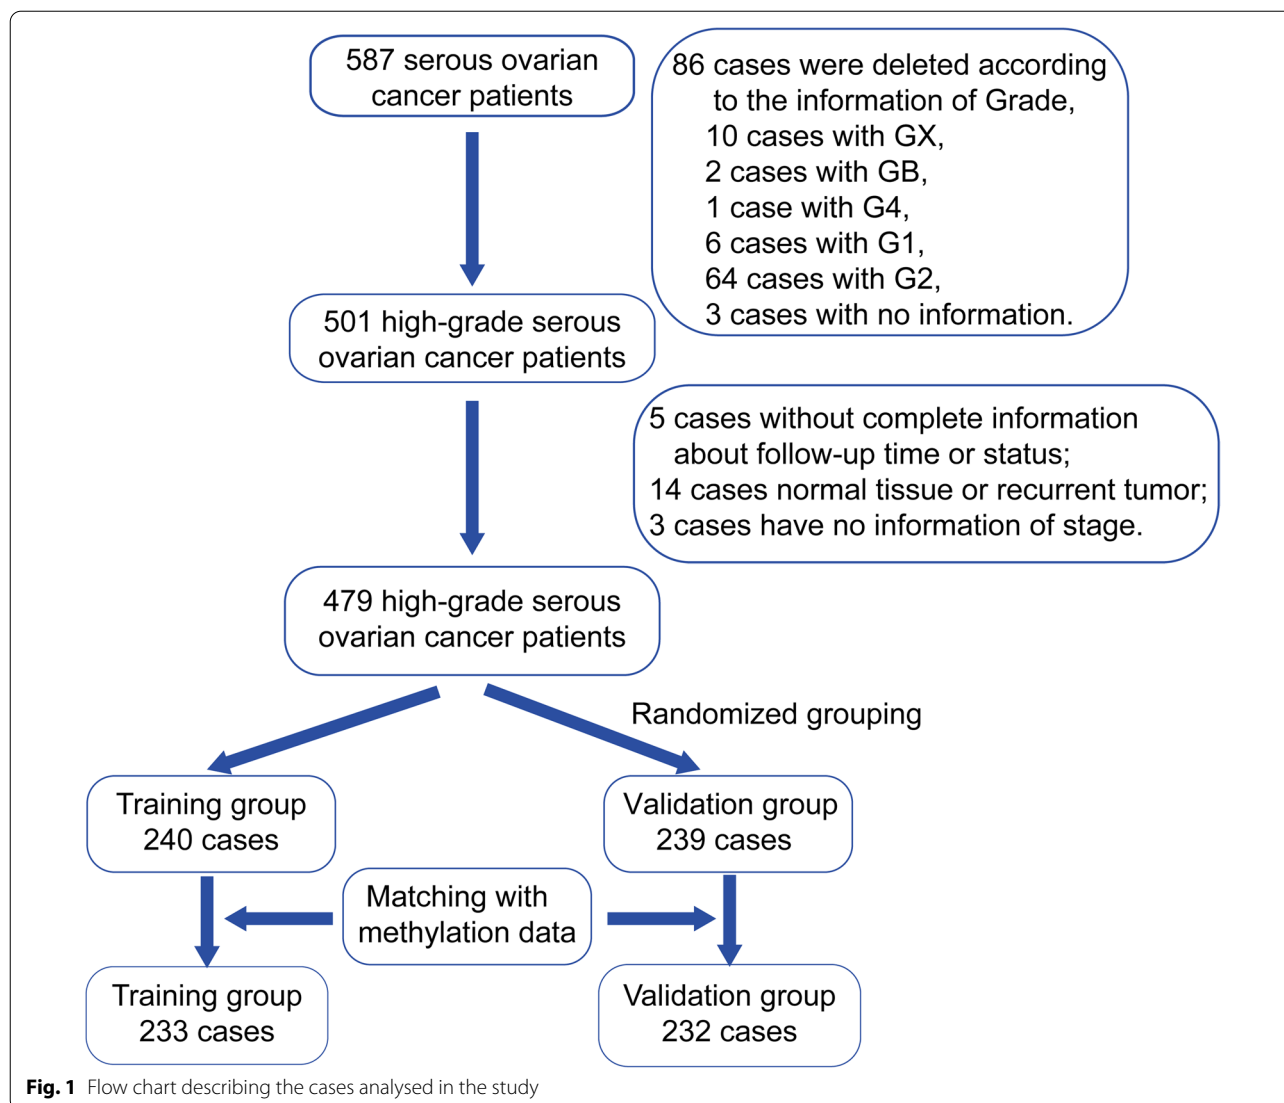 587 serous ovarian
cancer patients
86 cases were deleted according
to the information of Grade,
10 cases with GX,
2 cases with GB,
1 case with G4,
6 cases with G1,
64 cases with G2,
3 cases with no information.
501 high-grade serous
ovarian cancer patients
5 cases without complete information
about follow-up time or status;
14 cases normal tissue or recurrent tumor;
3 cases have no information of stage.
479 high-grade serous
ovarian cancer patients
Randomized grouping
Training group
240 cases
Validation group
239 cases
Matching with
methylation data
Training group
233 cases
Validation group
232 cases
Fig. 1 Flow chart describing the cases analysed in the study